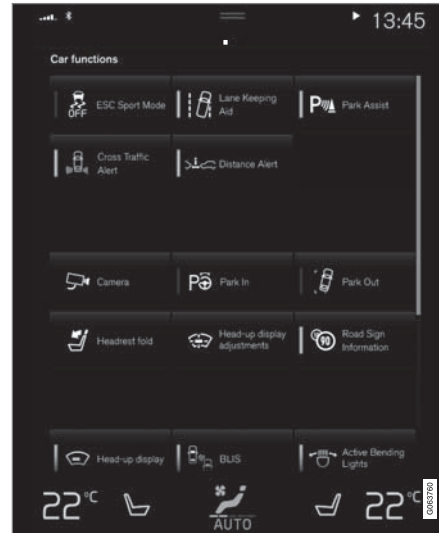 13:45
Car functions
OFF
ESC Sport Mode
Lane Keeping
Aid
P
Park Assist
Cross Traffic
Alert
Distance Alert
Camera
P
Park In
Park Out
Headrest fold
Head-up display
adjustments
90
Road Sign
Information
Head-up display
BLIS
Active Bending
Lights
22°C
AUTO
22°C
G063760